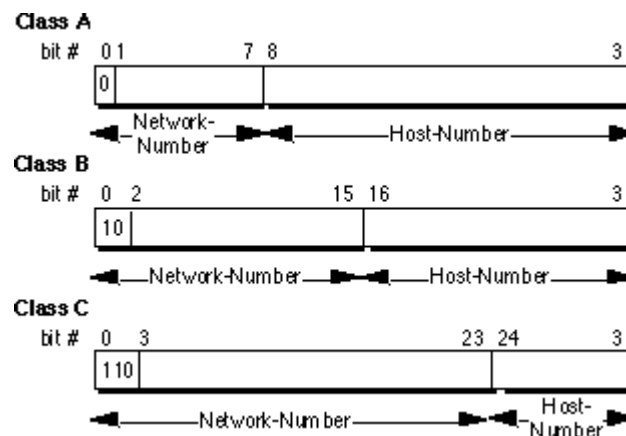 Class A
bit # 0 1 7 8 3
0
Network-Number Host-Number
Class B
bit # 0 2 15 16 3
10
Network-Number Host-Number
Class C
bit # 0 3 23 24 3
110
Network-Number Host-Number